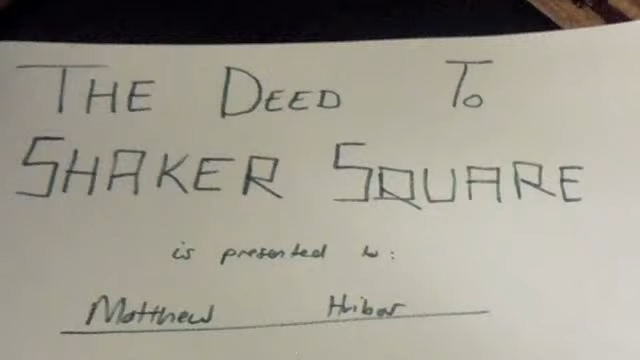 THE DEED TO
SHAKER SQUARE
is presented to:
Matthew Hribar